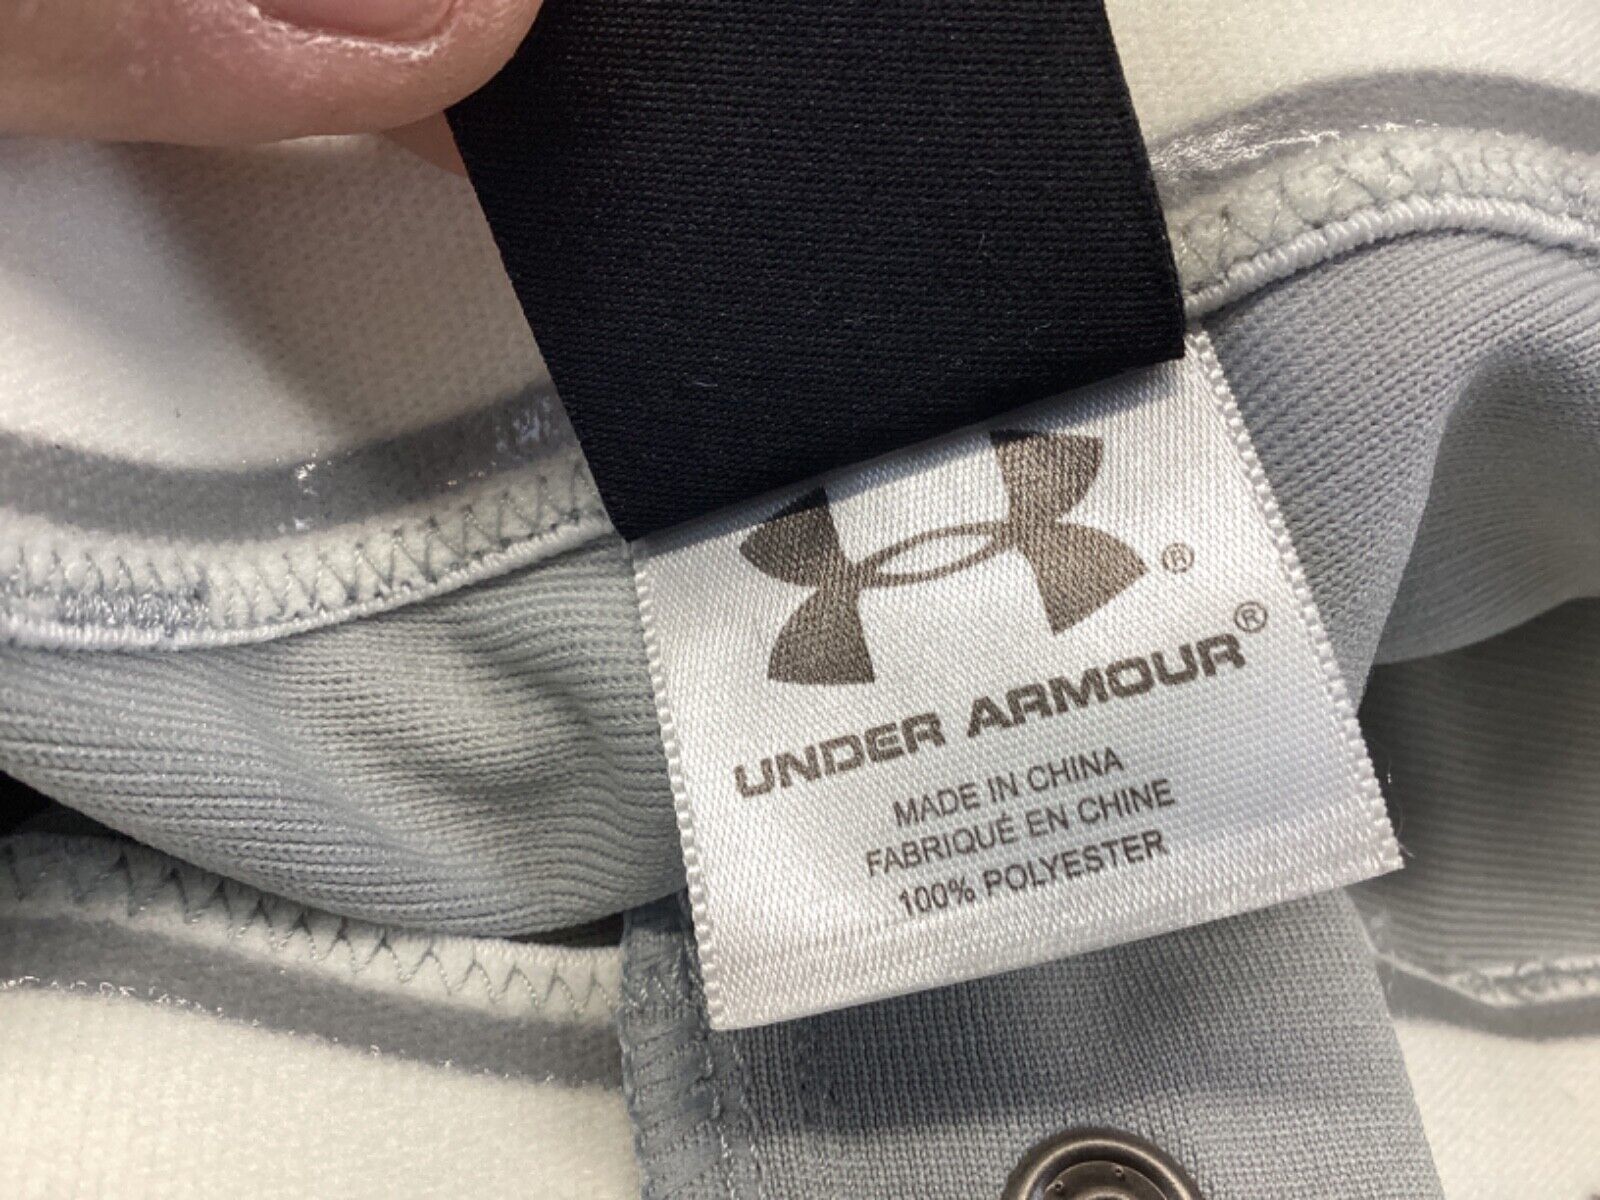 ®
UNDER ARMOUR®
MADE IN CHINA
FABRIQUÉ EN CHINE
100% POLYESTER